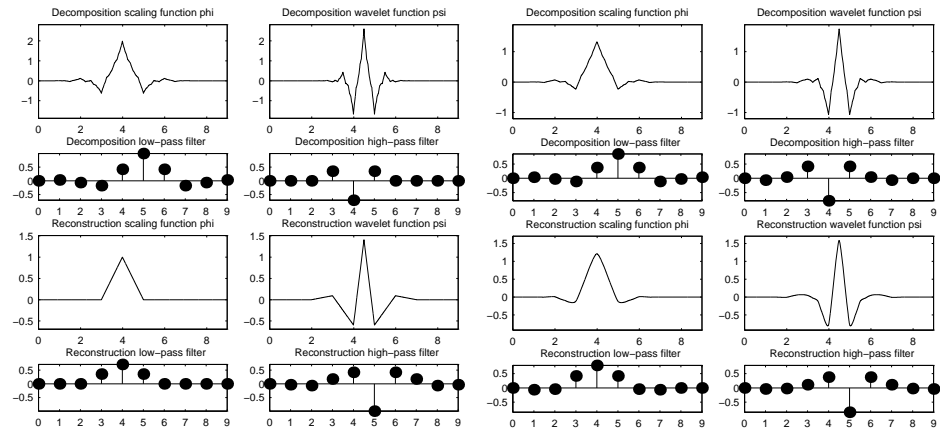 Decomposition scaling function phi
Decomposition wavelet function psi
Decomposition scaling function phi
Decomposition wavelet function psi
2
1
0
−1
0 2 4 6 8
2
1
0
−1
0 2 4 6 8
1
0
−1
0 2 4 6 8
1
0
−1
0 2 4 6 8
Decomposition low−pass filter
Decomposition high−pass filter
Decomposition low−pass filter
Decomposition high−pass filter
0.5
0
−0.5
0 1 2 3 4 5 6 7 8 9
0.5
0
−0.5
0 1 2 3 4 5 6 7 8 9
0.5
0
−0.5
0 1 2 3 4 5 6 7 8 9
0.5
0
−0.5
0 1 2 3 4 5 6 7 8 9
Reconstruction scaling function phi
Reconstruction wavelet function psi
Reconstruction scaling function phi
Reconstruction wavelet function psi
1.5
1
0.5
0
−0.5
0 2 4 6 8
1.5
1
0.5
0
−0.5
0 2 4 6 8
1.5
1
0.5
0
−0.5
0 2 4 6 8
1.5
1
0.5
0
−0.5
0 2 4 6 8
Reconstruction low−pass filter
Reconstruction high−pass filter
Reconstruction low−pass filter
Reconstruction high−pass filter
0.5
0
−0.5
0 1 2 3 4 5 6 7 8 9
0.5
0
−0.5
0 1 2 3 4 5 6 7 8 9
0.5
0
−0.5
0 1 2 3 4 5 6 7 8 9
0.5
0
−0.5
0 1 2 3 4 5 6 7 8 9